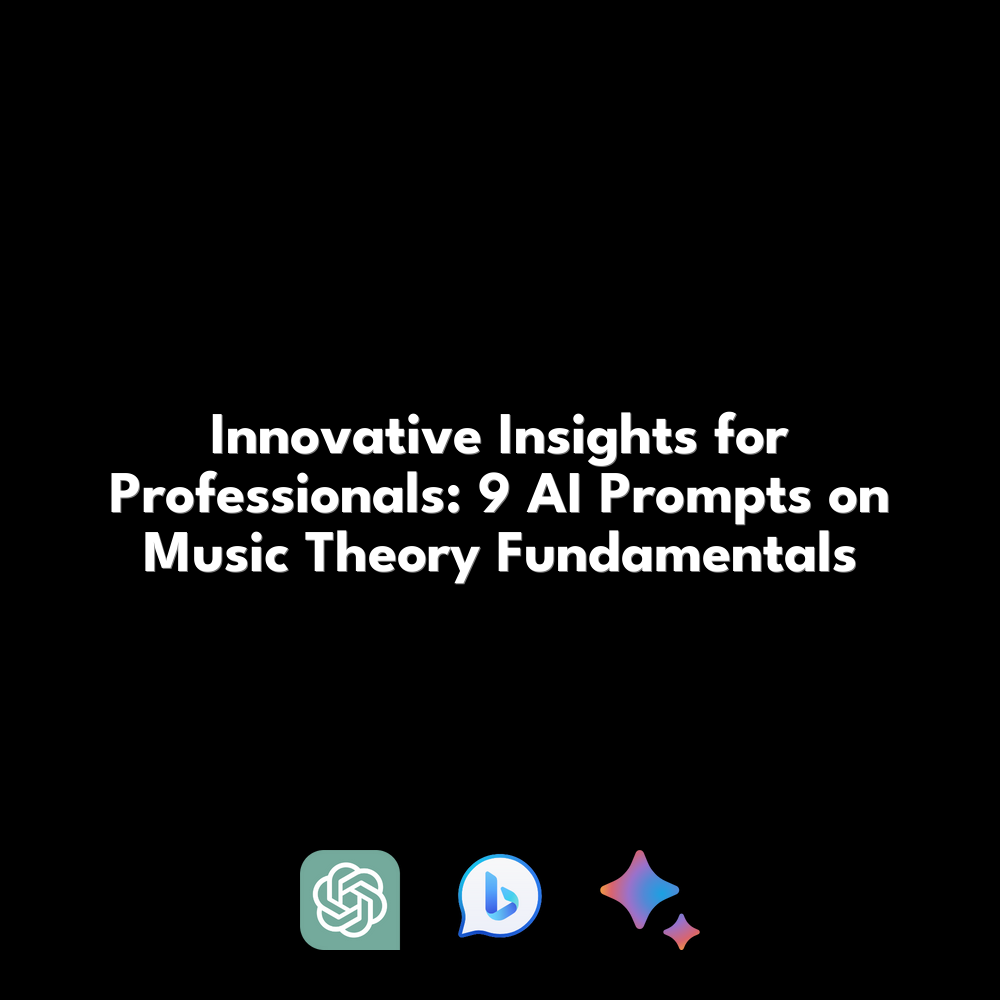 Innovative Insights for
Professionals: 9 AI Prompts on
Music Theory Fundamentals